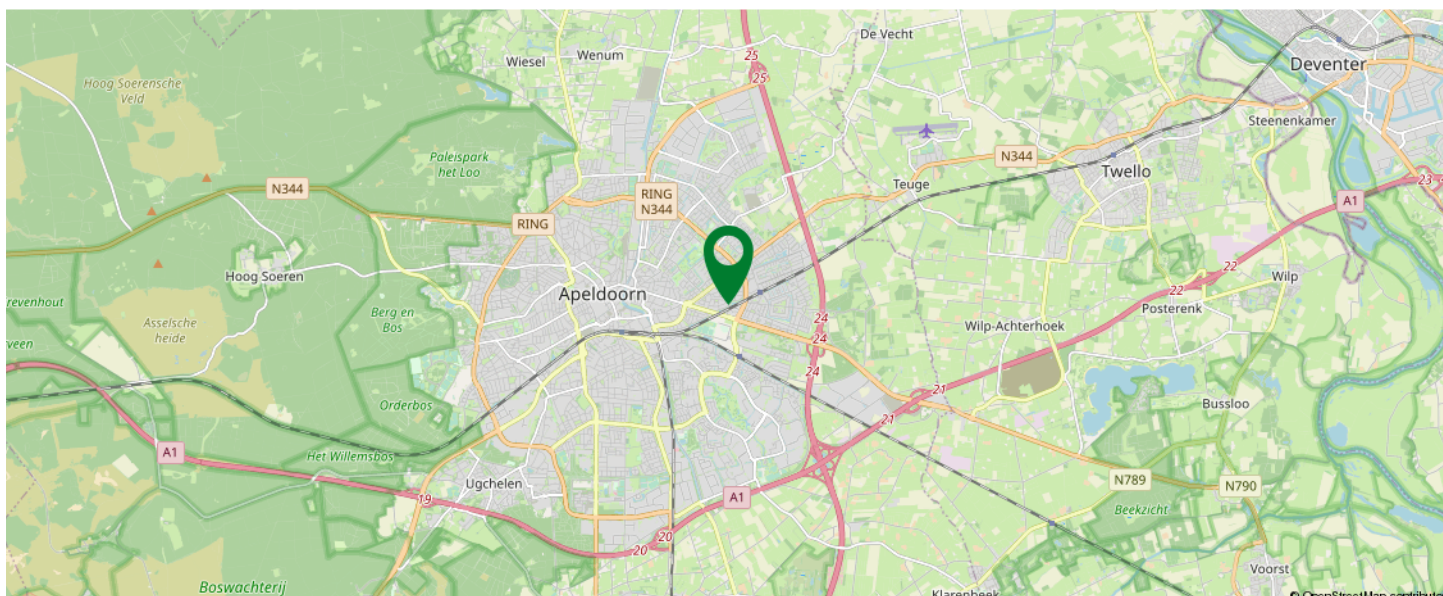 De Vecht
25
Wenum
Wiesel
Deventer
25
Hoog Soerensche
Veld
Steenenkamer
Paleispark
het Loo
N344
Twello
N344
Teuge
23
RING
N344
A1
RING
22
Hoog Soeren
Wilp
22
Apeldoorn
Berg en
Bos
Posterenk
Asselsche
heide
24
Wilp-Achterhoek
24
24
21
Orderbos
Bussloo
21
A1
Het Willemsbos
N789
Ugchelen
N790
19
A1
Beekzicht
20
20
Voorst
Boswachterij
Klarenbeek